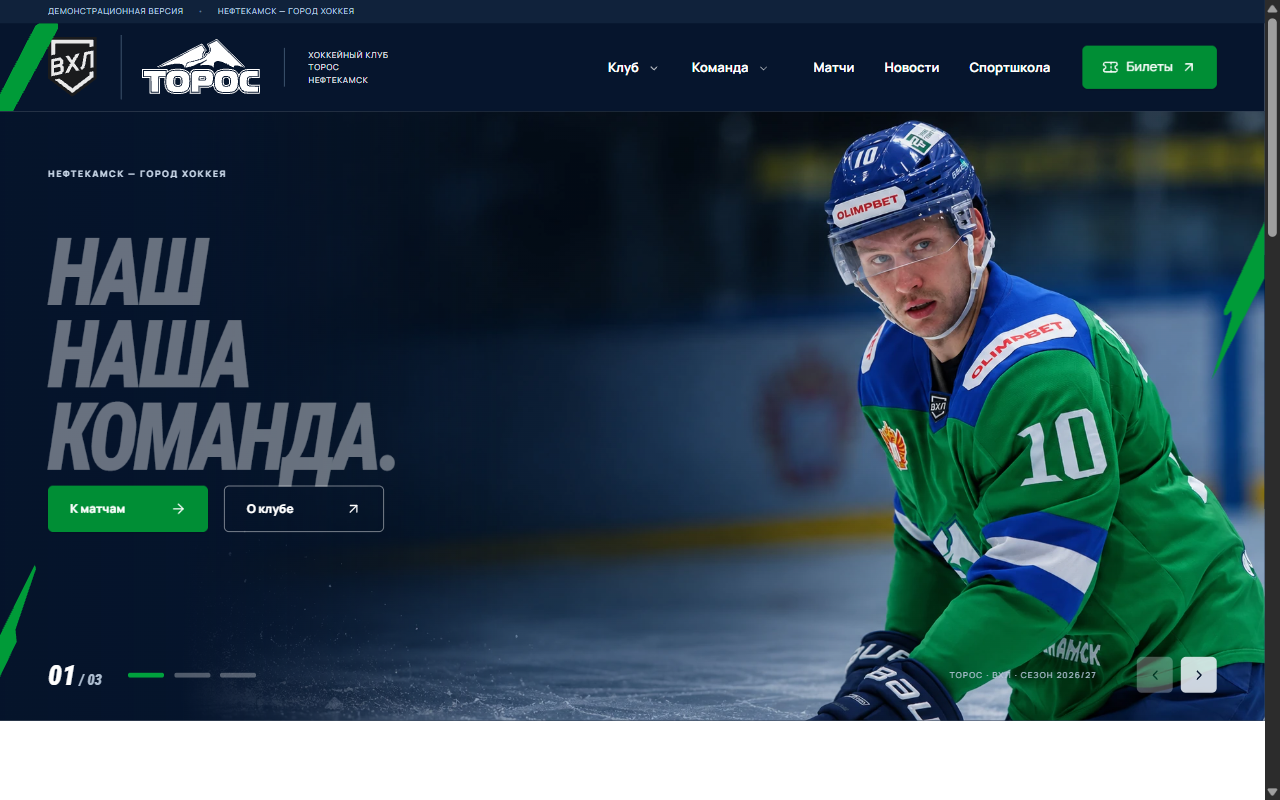 ДЕМОНСТРАЦИОННАЯ ВЕРСИЯ · НЕФТЕКАМСК — ГОРОД ХОККЕЯ
ВХЛ
ТОРОС
ХОККЕЙНЫЙ КЛУБ
ТОРОС
НЕФТЕКАМСК
Клуб Команда Матчи Новости Спортшкола Билеты
НЕФТЕКАМСК — ГОРОД ХОККЕЯ
10
OLIMPBET
НАШ
НАША
КОМАНДА.
OLIMPBET
ВХЛ
10
К матчам О клубе
01 / 03
ТОРОС · ВХЛ · СЕЗОН 2026/27